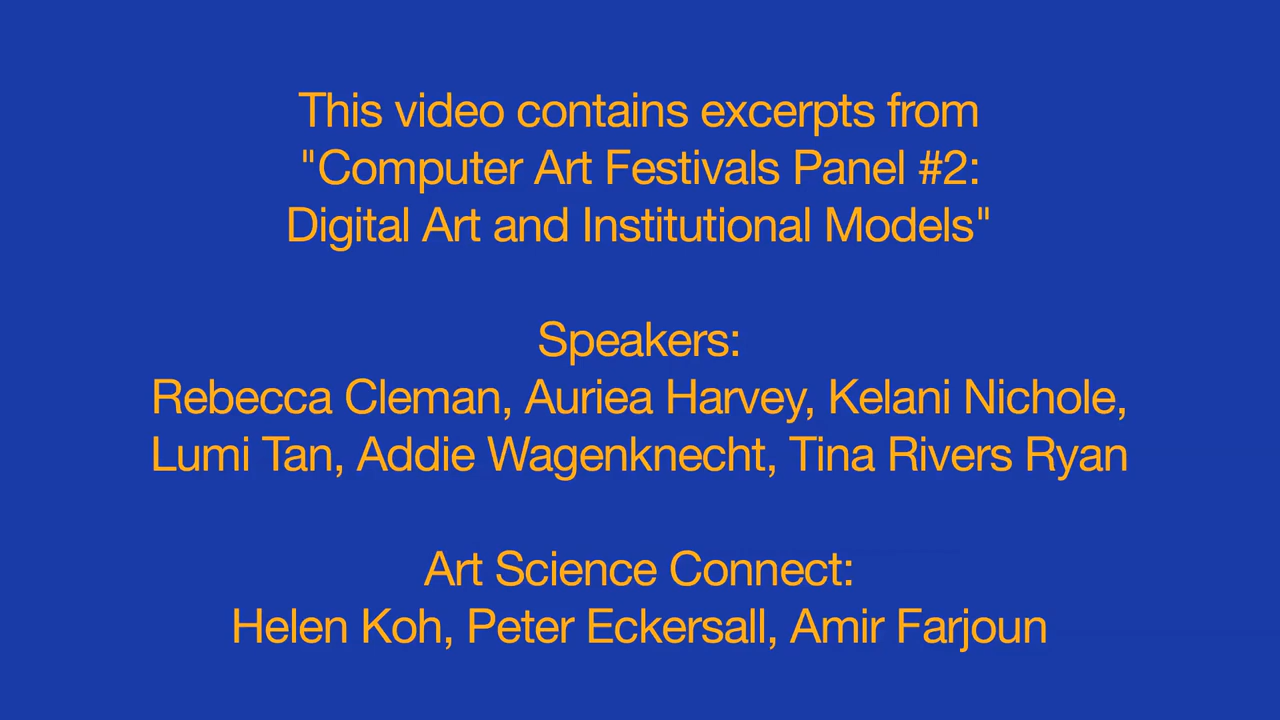 This video contains excerpts from
"Computer Art Festivals Panel #2:
Digital Art and Institutional Models"
Speakers:
Rebecca Cleman, Auriea Harvey, Kelani Nichole,
Lumi Tan, Addie Wagenknecht, Tina Rivers Ryan
Art Science Connect:
Helen Koh, Peter Eckersall, Amir Farjoun